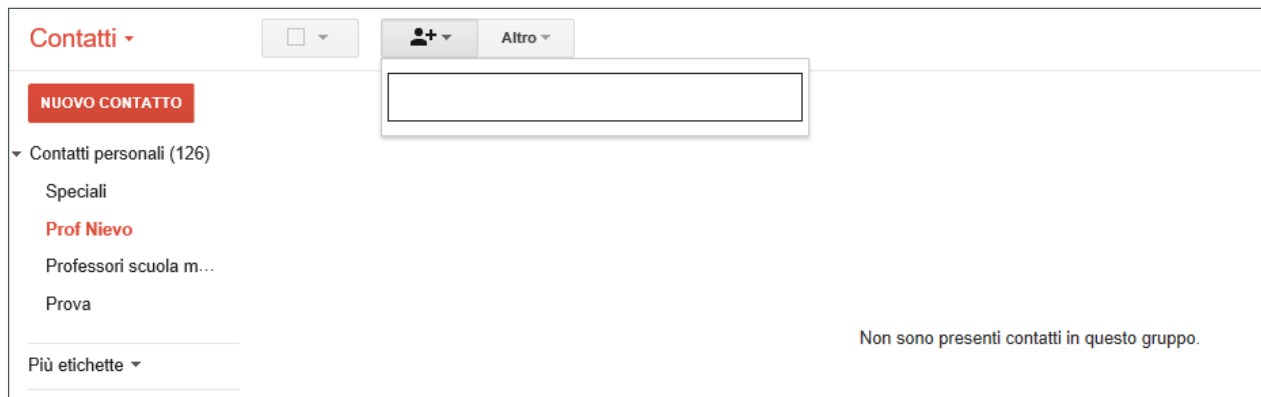 Contatti
Altro
NUOVO CONTATTO
Contatti personali (126)
Speciali
Prof Nievo
Professori scuola m...
Prova
Non sono presenti contatti in questo gruppo.
Più etichette